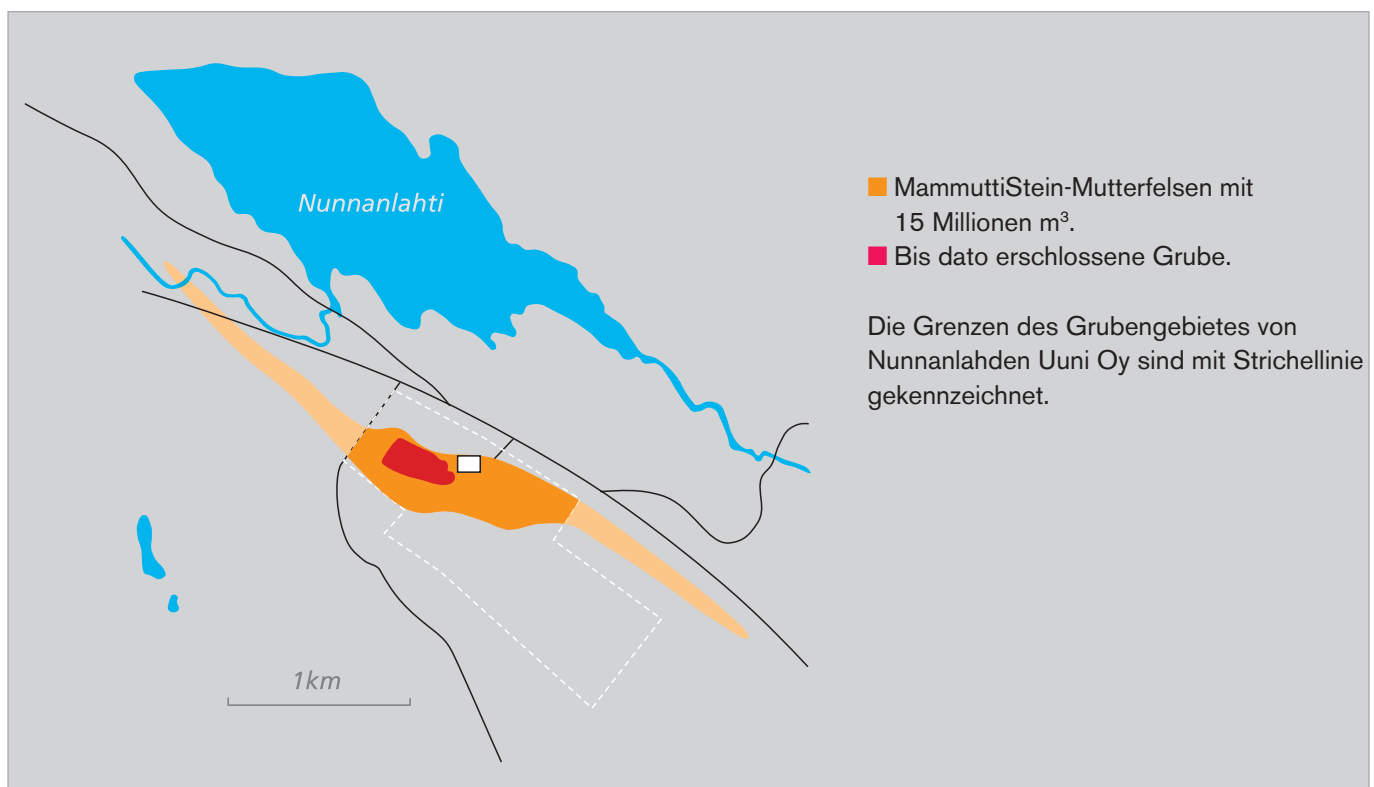 Nunnanlahti
MammuttiStein-Mutterfelsen mit
15 Millionen m³.
Bis dato erschlossene Grube.
Die Grenzen des Grubengebietes von
Nunnanlahden Uuni Oy sind mit Strichellinie
gekennzeichnet.
1km